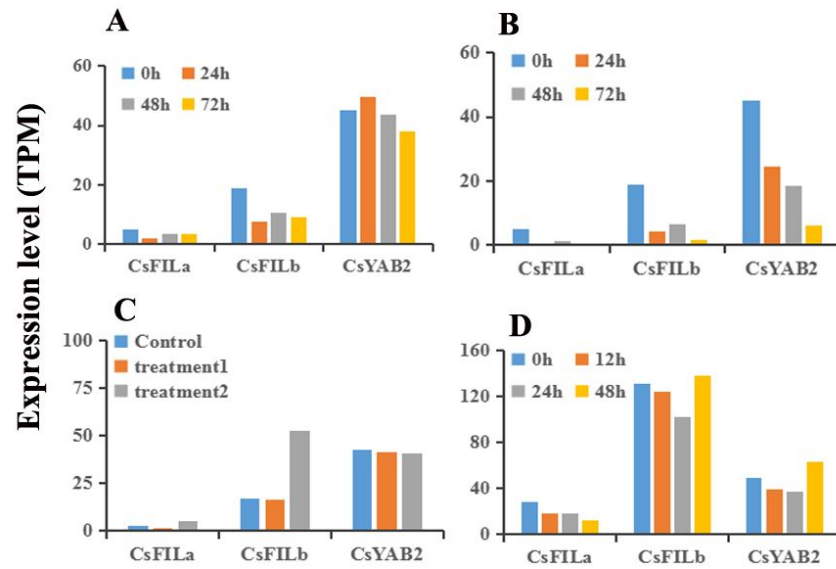 Expression level (TPM)
A
0h 24h
48h 72h
60
40
20
0
CsFILa CsFILb CsYAB2
B
0h 24h
48h 72h
60
40
20
0
CsFILa CsFILb CsYAB2
C
Control
treatment1
treatment2
100
75
50
25
0
CsFILa CsFILb CsYAB2
D
0h 12h
24h 48h
160
120
80
40
0
CsFILa CsFILb CsYAB2